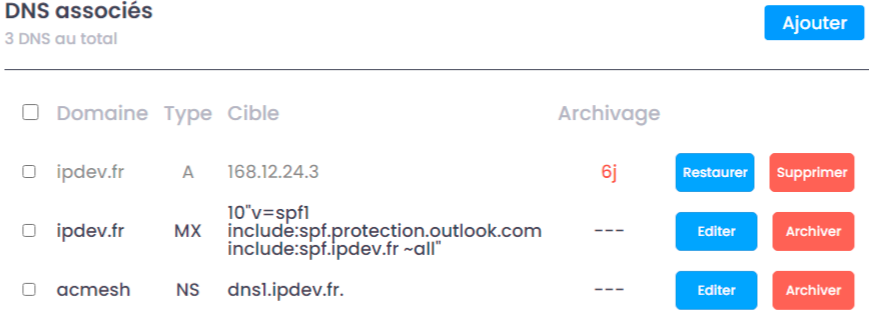 DNS associés
3 DNS au total
Ajouter
Domaine Type Cible Archivage
ipdev.fr A 168.12.24.3 6j Restaurer Supprimer
ipdev.fr MX 10"v=spf1
include:spf.protection.outlook.com
include:spf.ipdev.fr ~all" --- Editer Archiver
acmesh NS dns1.ipdev.fr. --- Editer Archiver